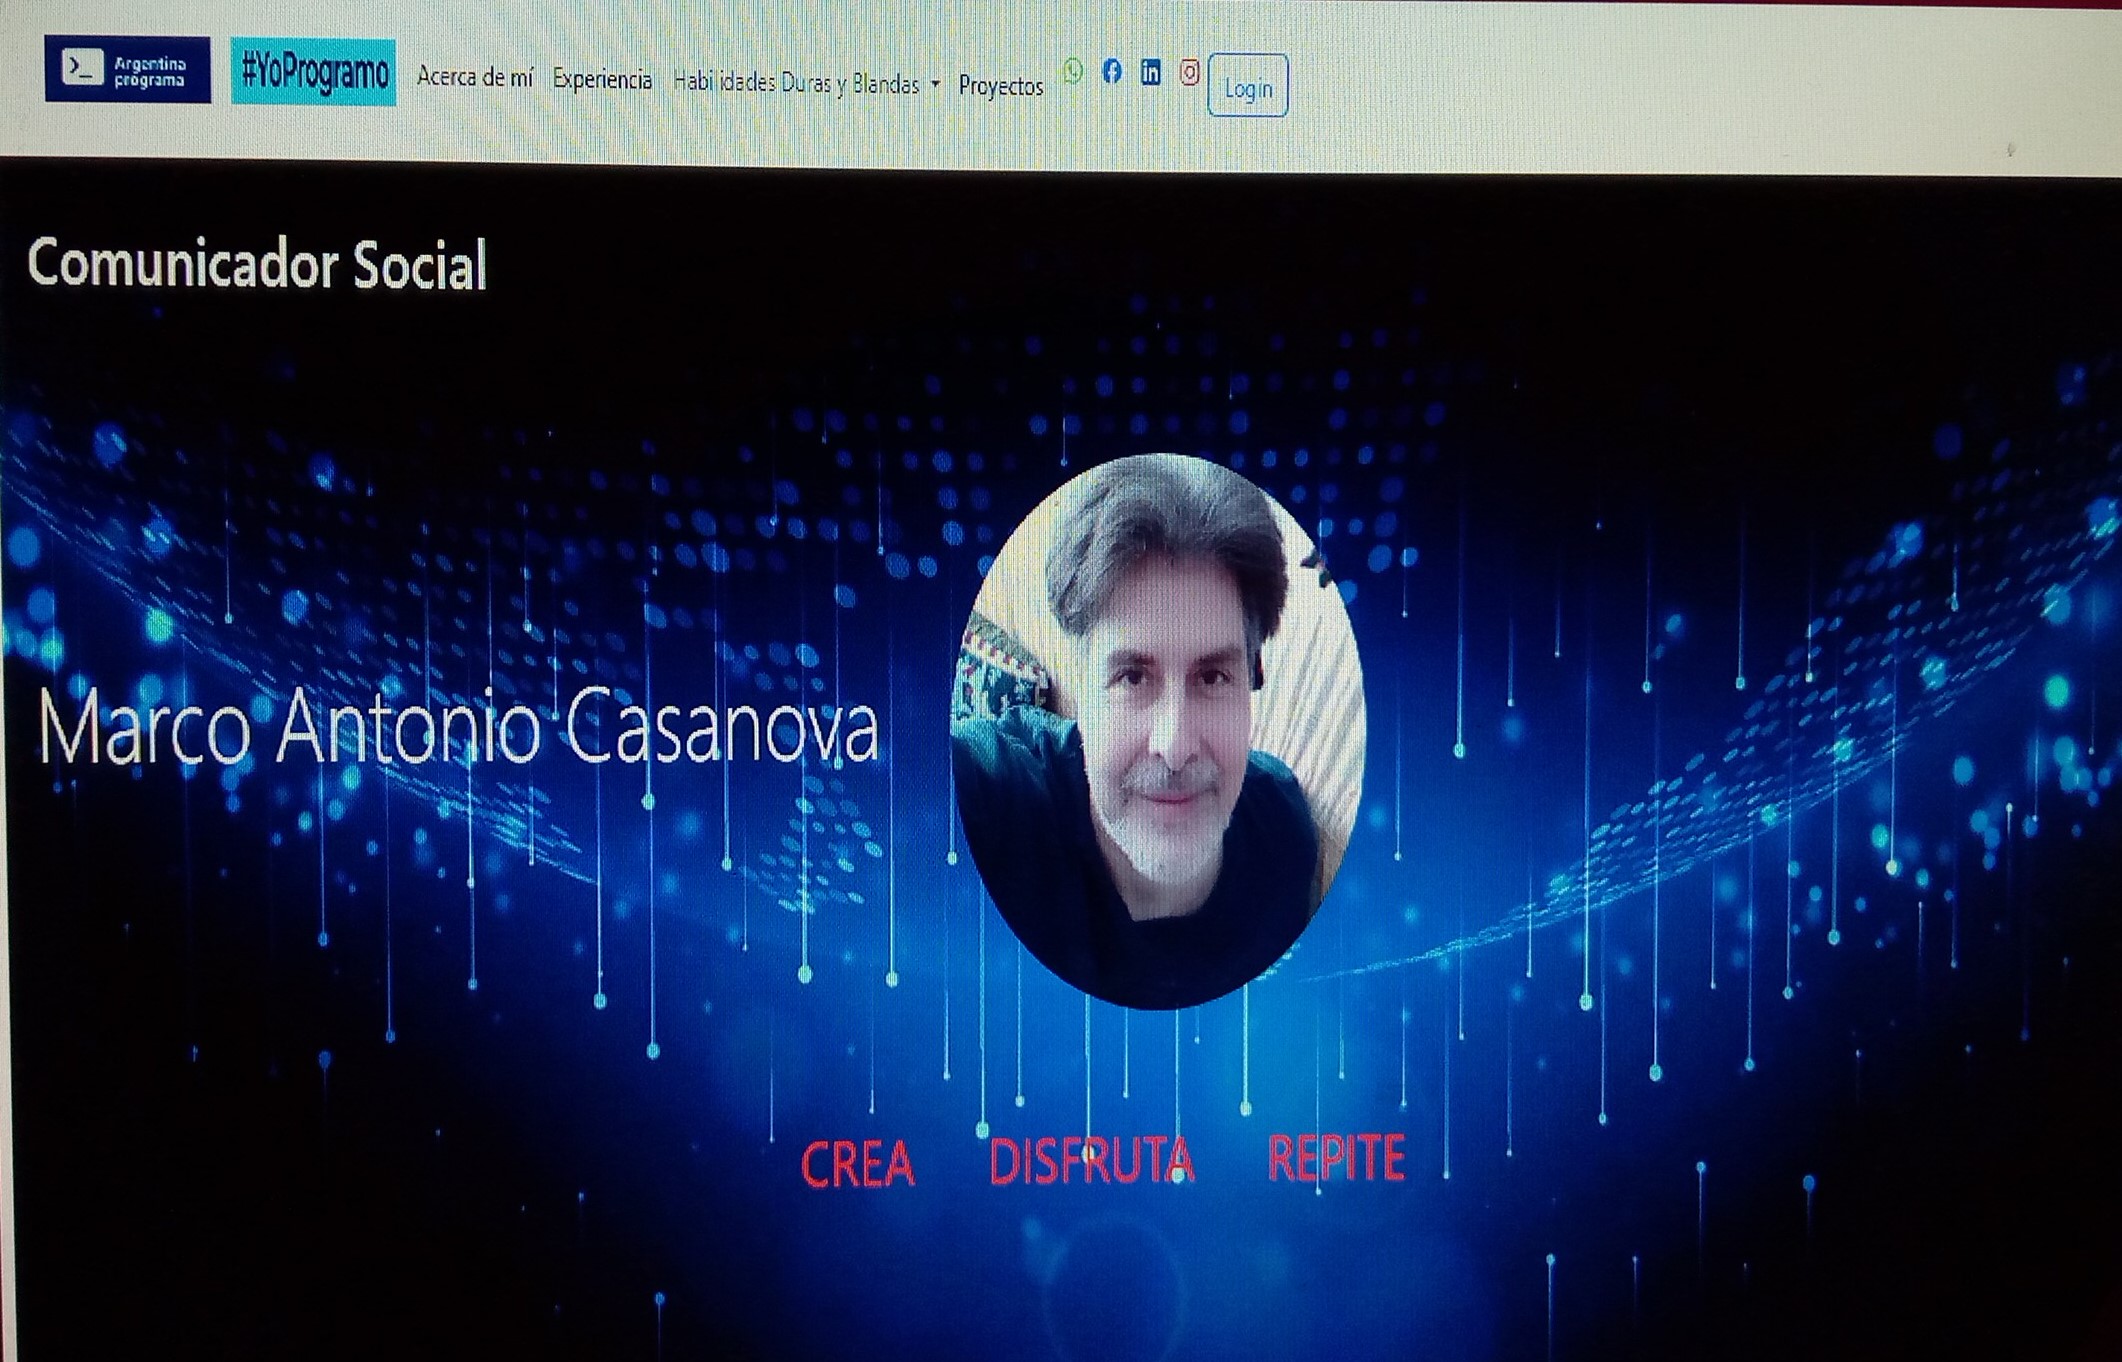 Argentina
programa
#YoProgramo
Acerca de mí
Experiencia
Habilidades Duras y Blandas
Proyectos
in
Login
Comunicador Social
Marco Antonio Casanova
CREA DISFRUTA REPITE